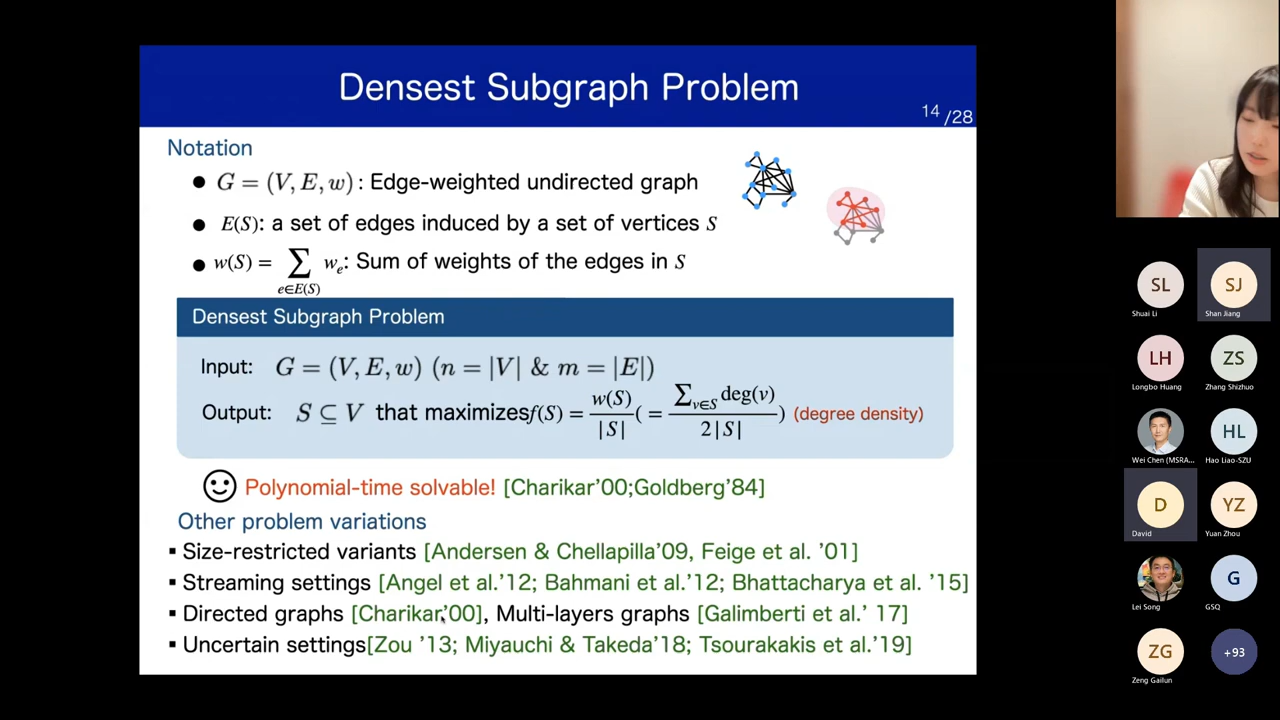 Densest Subgraph Problem
14/28
Notation
● G = (V, E, w) : Edge-weighted undirected graph
● E(S): a set of edges induced by a set of vertices S
● w(S) = ∑_{e∈E(S)} w_e: Sum of weights of the edges in S
Densest Subgraph Problem
Input: G = (V, E, w) (n = |V| & m = |E|)
Output: S ⊆ V that maximizes f(S) = w(S)/|S| ( = ∑_{v∈S} deg(v) / 2|S| ) (degree density)
Polynomial-time solvable! [Charikar’00;Goldberg’84]
Other problem variations
▪ Size-restricted variants [Andersen & Chellapilla’09, Feige et al. ’01]
▪ Streaming settings [Angel et al.’12; Bahmani et al.’12; Bhattacharya et al. ’15]
▪ Directed graphs [Charikar’00], Multi-layers graphs [Galimberti et al.’ 17]
▪ Uncertain settings[Zou ’13; Miyauchi & Takeda’18; Tsourakakis et al.’19]
SL
Shuai Li
SJ
Shan Jiang
LH
Longbo Huang
ZS
Zhang Shizhuo
Wei Chen (MSRA...
HL
Hao Liao-SZU
D
David
YZ
Yuan Zhou
Lei Song
G
GSQ
ZG
Zeng Gailun
+93